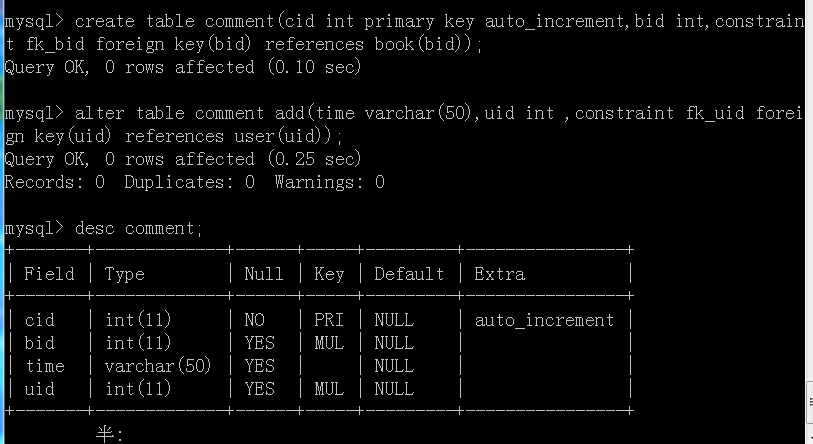 mysql> create table comment(cid int primary key auto_increment,bid int,constrain
t fk_bid foreign key(bid) references book(bid));
Query OK, 0 rows affected (0.10 sec)
mysql> alter table comment add(time varchar(50),uid int ,constraint fk_uid forei
gn key(uid) references user(uid));
Query OK, 0 rows affected (0.25 sec)
Records: 0  Duplicates: 0  Warnings: 0
mysql> desc comment;
+-------+-------------+------+-----+---------+----------------+
| Field | Type        | Null | Key | Default | Extra          |
+-------+-------------+------+-----+---------+----------------+
| cid   | int(11)     | NO   | PRI | NULL    | auto_increment |
| bid   | int(11)     | YES  | MUL | NULL    |                |
| time  | varchar(50) | YES  |     | NULL    |                |
| uid   | int(11)     | YES  | MUL | NULL    |                |
+-------+-------------+------+-----+---------+----------------+
半: